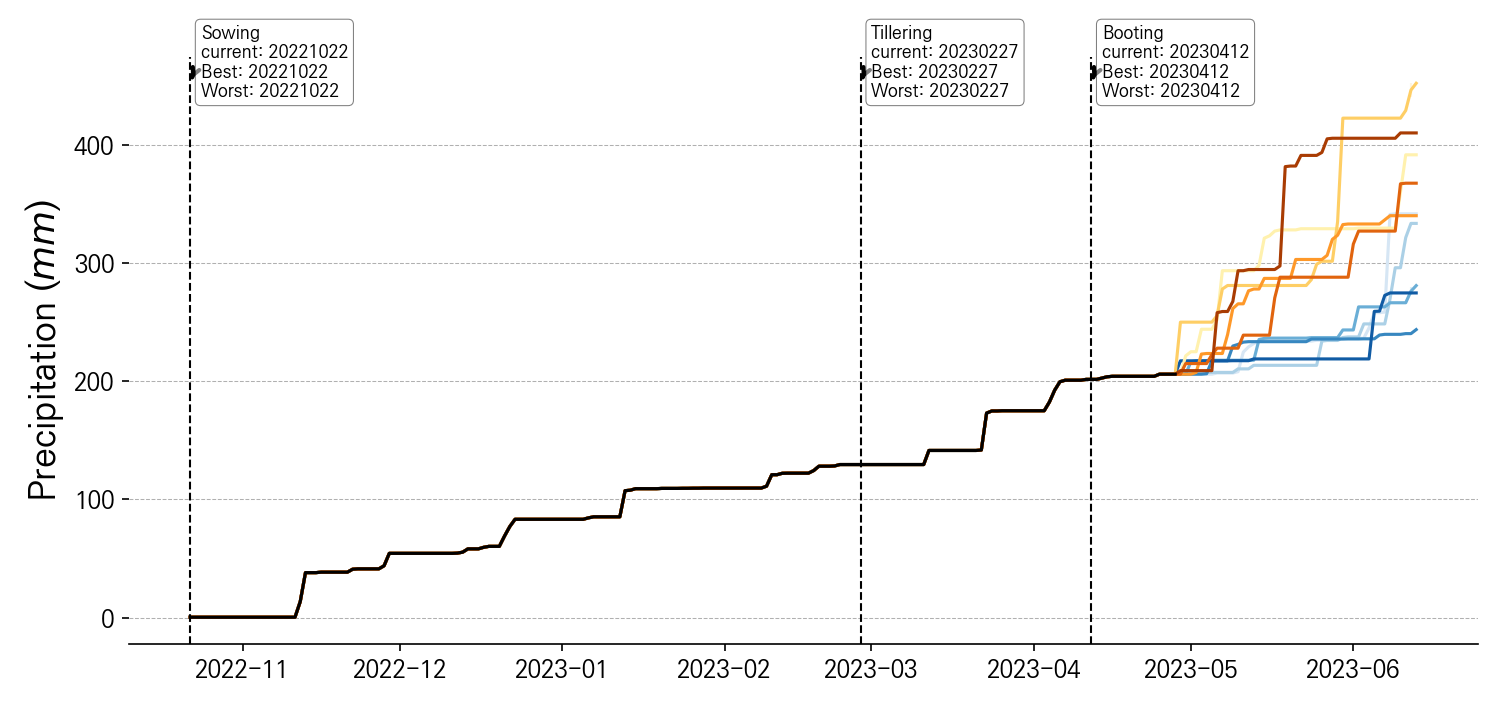 Sowing
current: 20221022
Best: 20221022
Worst: 20221022
Tillering
current: 20230227
Best: 20230227
Worst: 20230227
Booting
current: 20230412
Best: 20230412
Worst: 20230412
Precipitation (mm)
400
300
200
100
0
2022−11
2022−12
2023−01
2023−02
2023−03
2023−04
2023−05
2023−06